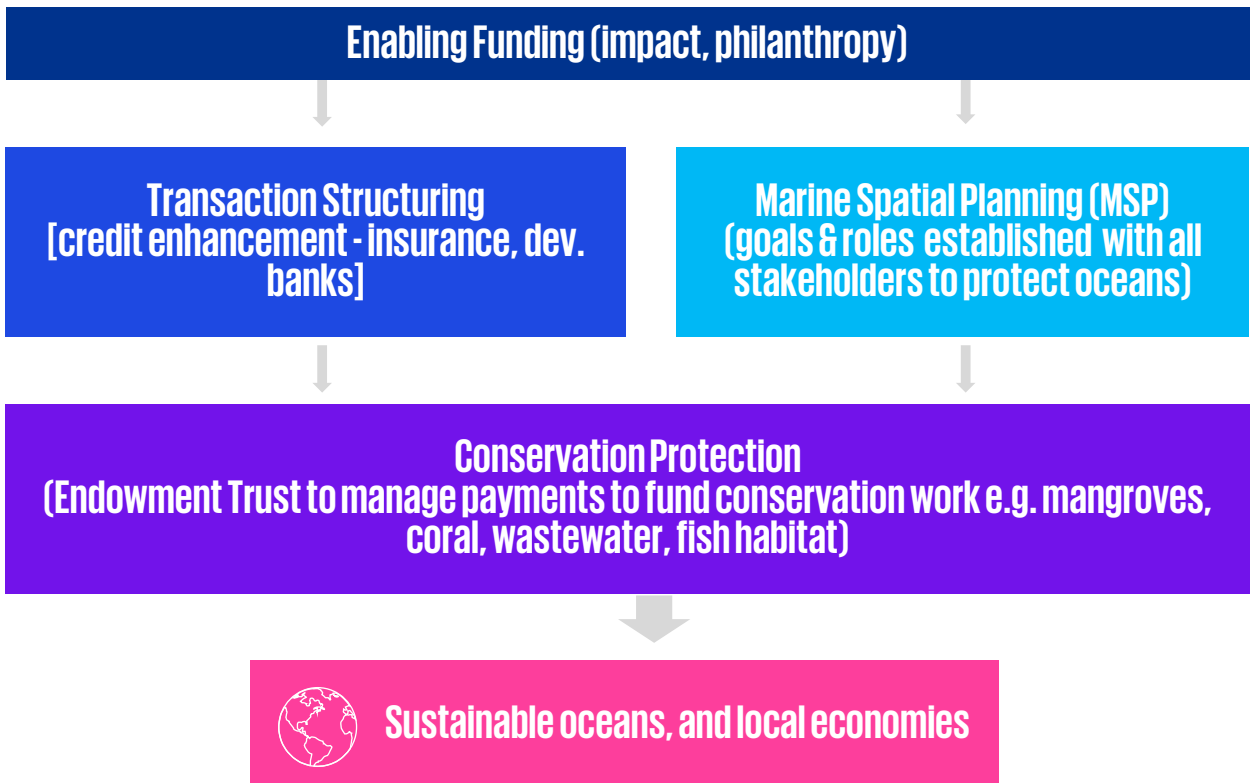 Enabling Funding (impact, philanthropy)
Transaction Structuring
[credit enhancement - insurance, dev.
banks]
Marine Spatial Planning (MSP)
(goals & roles established with all
stakeholders to protect oceans)
Conservation Protection
(Endowment Trust to manage payments to fund conservation work e.g. mangroves,
coral, wastewater, fish habitat)
Sustainable oceans, and local economies